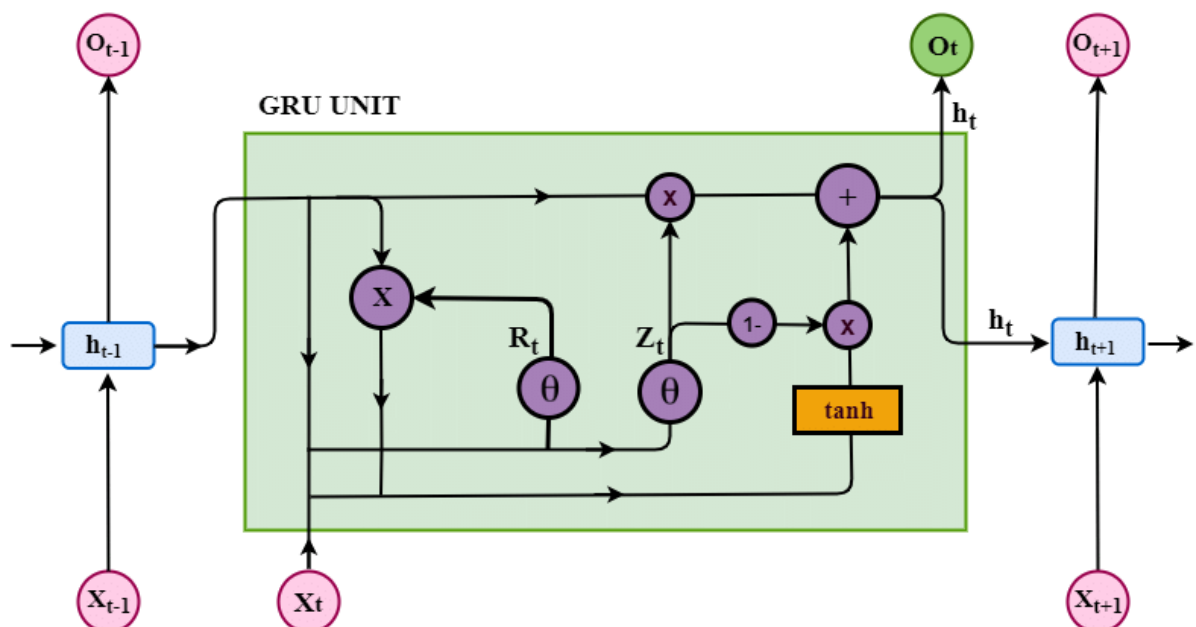 Ot-1
Ot
Ot+1
GRU UNIT
ht
x
+
X
Rt
Zt
1-
x
ht
ht-1
ht+1
θ
θ
tanh
Xt-1
Xt
Xt+1